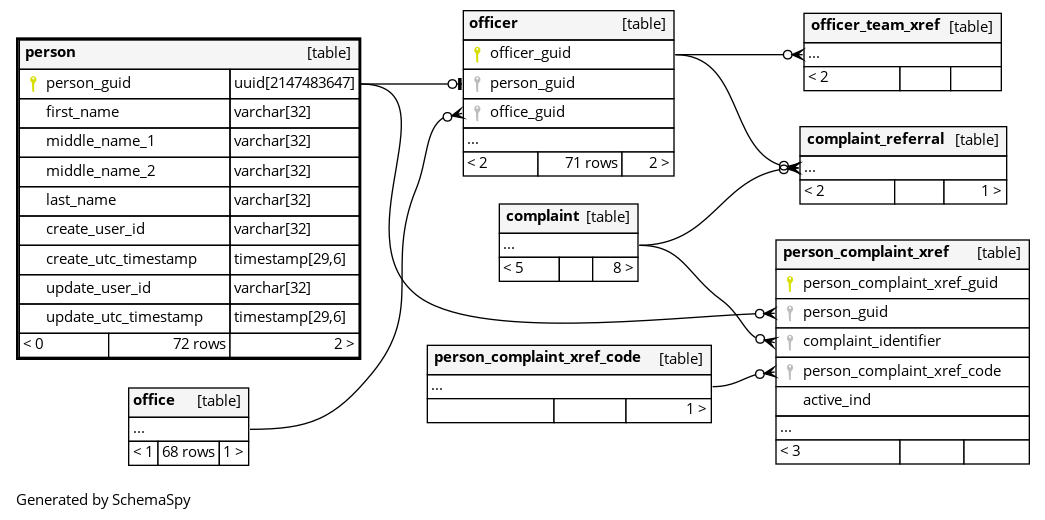 person [table]
person_guid uuid[2147483647]
first_name varchar[32]
middle_name_1 varchar[32]
middle_name_2 varchar[32]
last_name varchar[32]
create_user_id varchar[32]
create_utc_timestamp timestamp[29,6]
update_user_id varchar[32]
update_utc_timestamp timestamp[29,6]
< 0 72 rows 2 >
office [table]
...
< 1 68 rows 1 >
officer [table]
officer_guid
person_guid
office_guid
...
< 2 71 rows 2 >
complaint [table]
...
< 5 8 >
person_complaint_xref_code [table]
...
1 >
officer_team_xref [table]
...
< 2
complaint_referral [table]
...
< 2 1 >
person_complaint_xref [table]
person_complaint_xref_guid
person_guid
complaint_identifier
person_complaint_xref_code
active_ind
...
< 3
Generated by SchemaSpy